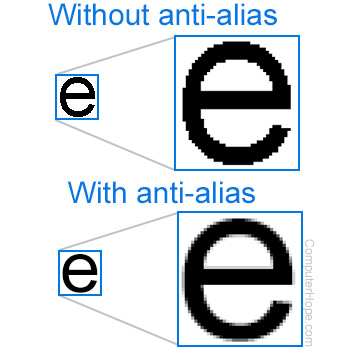 Without anti-alias
e e
With anti-alias
e e
ComputerHope.com